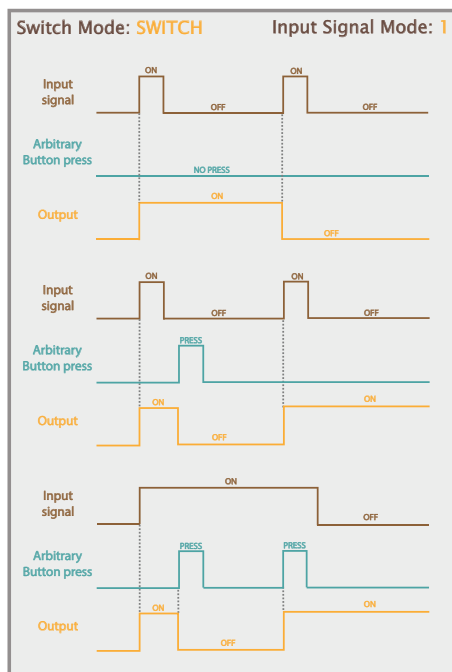 Switch Mode: SWITCH Input Signal Mode: 1
ON ON
Input
signal
OFF OFF
Arbitrary
Button press
NO PRESS
ON
Output
OFF
ON ON
Input
signal
OFF OFF
PRESS
Arbitrary
Button press
ON ON
Output
OFF
ON
Input
signal
OFF
PRESS PRESS
Arbitrary
Button press
ON ON
Output
OFF